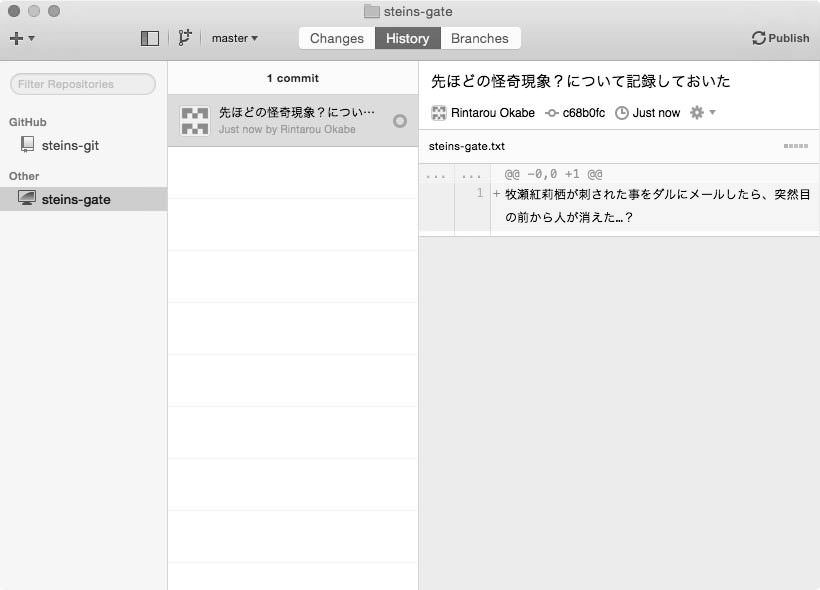 steins-gate
master
Changes
History
Branches
Publish
Filter Repositories
GitHub
steins-git
Other
steins-gate
1 commit
先ほどの怪奇現象？につい…
Just now by Rintarou Okabe
先ほどの怪奇現象？について記録しておいた
Rintarou Okabe c68b0fc Just now
steins-gate.txt
... ... @@ -0,0 +1 @@
1 + 牧瀬紅莉栖が刺された事をダルにメールしたら、突然目
の前から人が消えた…？